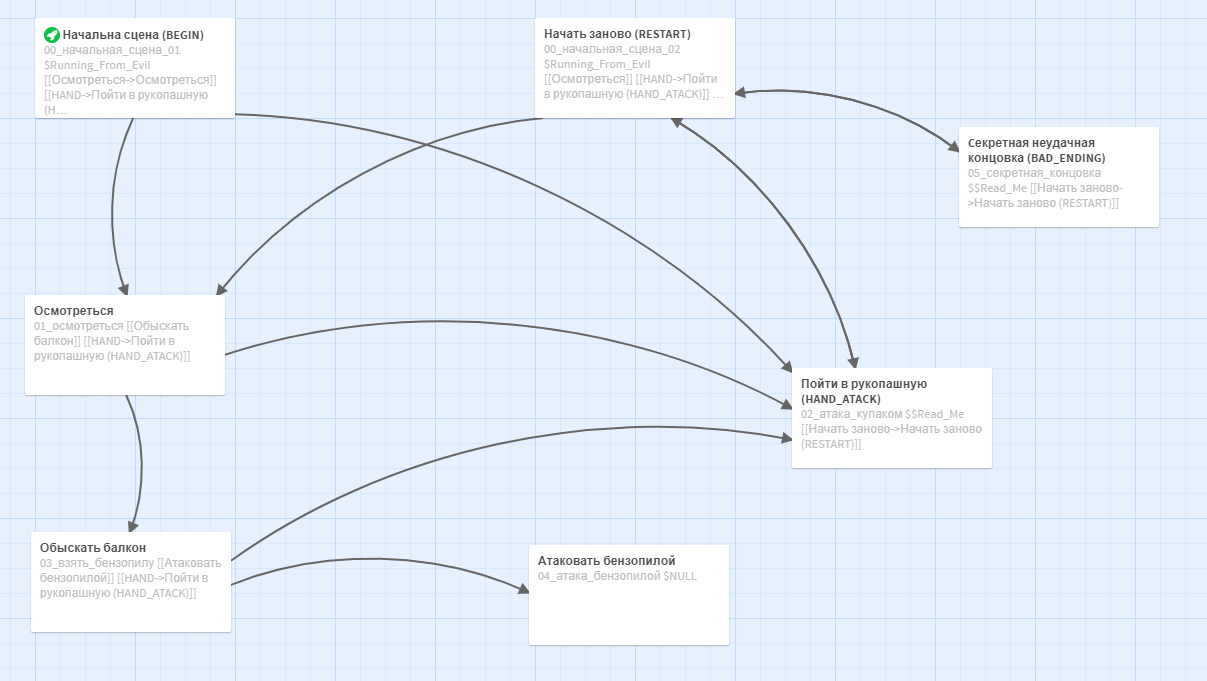 Начальна сцена (BEGIN)
00_начальная_сцена_01
$Running_From_Evil
[[Осмотреться->Осмотреться]]
[[HAND->Пойти в рукопашную
(H…
Начать заново (RESTART)
00_начальная_сцена_02
$Running_From_Evil
[[Осмотреться]] [[HAND->Пойти
в рукопашную (HAND_ATACK)]] …
Секретная неудачная
концовка (BAD_ENDING)
05_секретная_концовка
$$Read_Me [[Начать заново-
>Начать заново (RESTART)]]
Осмотреться
01_осмотреться [[Обыскать
балкон]] [[HAND->Пойти в
рукопашную (HAND_ATACK)]]
Пойти в рукопашную
(HAND_ATACK)
02_атака_кулаком $$Read_Me
[[Начать заново->Начать заново
(RESTART)]]
Обыскать балкон
03_взять_бензопилу [[Атаковать
бензопилой]] [[HAND->Пойти в
рукопашную (HAND_ATACK)]]
Атаковать бензопилой
04_атака_бензопилой $NULL